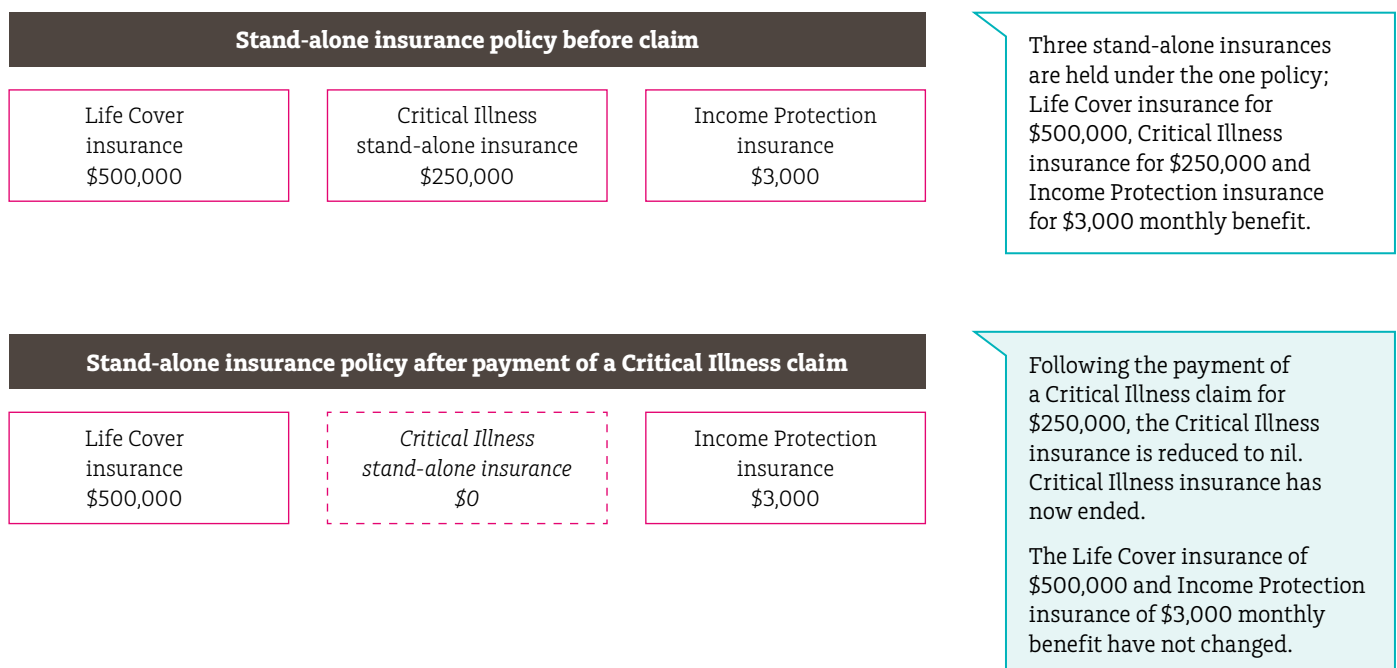 Stand-alone insurance policy before claim
Life Cover
insurance
$500,000
Critical Illness
stand-alone insurance
$250,000
Income Protection
insurance
$3,000
Three stand-alone insurances
are held under the one policy;
Life Cover insurance for
$500,000, Critical Illness
insurance for $250,000 and
Income Protection insurance
for $3,000 monthly benefit.
Stand-alone insurance policy after payment of a Critical Illness claim
Life Cover
insurance
$500,000
Critical Illness
stand-alone insurance
$0
Income Protection
insurance
$3,000
Following the payment of
a Critical Illness claim for
$250,000, the Critical Illness
insurance is reduced to nil.
Critical Illness insurance has
now ended.
The Life Cover insurance of
$500,000 and Income Protection
insurance of $3,000 monthly
benefit have not changed.